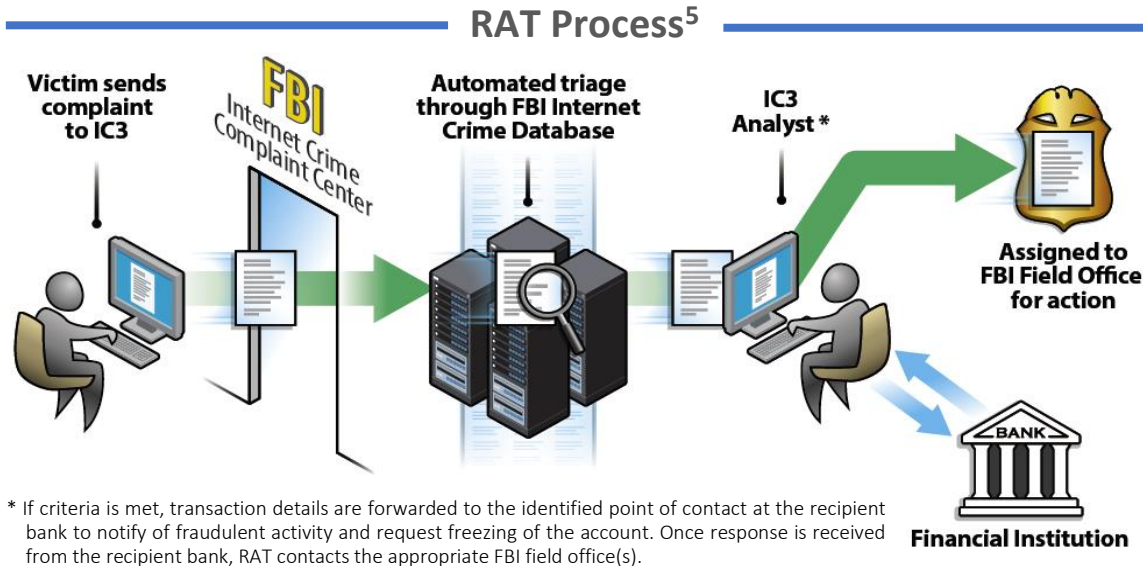 RAT Process5
Victim sends
complaint
to IC3
FBI
Internet Crime
Complaint Center
Automated triage
through FBI Internet
Crime Database
IC3
Analyst *
Assigned to
FBI Field Office
for action
BANK
Financial Institution
* If criteria is met, transaction details are forwarded to the identified point of contact at the recipient
bank to notify of fraudulent activity and request freezing of the account. Once response is received
from the recipient bank, RAT contacts the appropriate FBI field office(s).